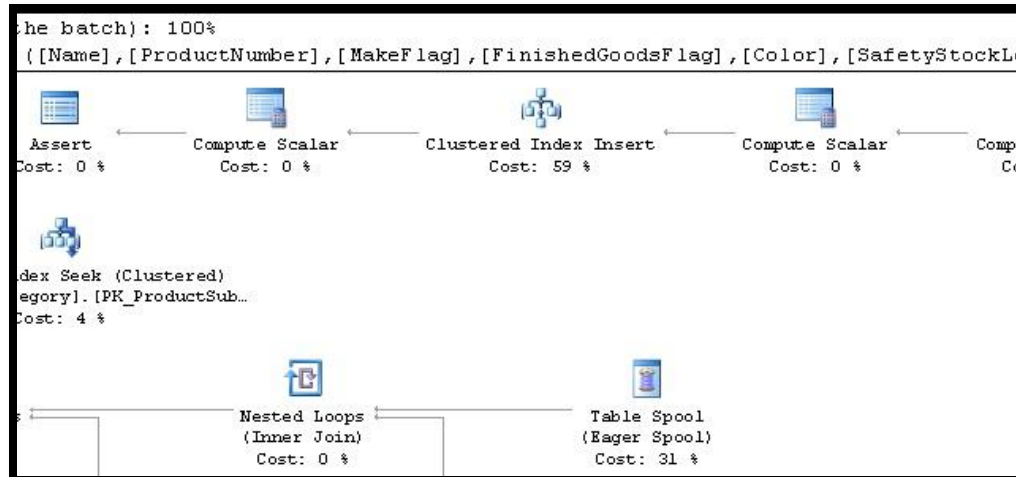 he batch): 100%
([Name],[ProductNumber],[MakeFlag],[FinishedGoodsFlag],[Color],[SafetyStockL
Assert
Cost: 0 %
Compute Scalar
Cost: 0 %
Clustered Index Insert
Cost: 59 %
Compute Scalar
Cost: 0 %
Comp
Co
dex Seek (Clustered)
egory].[PK_ProductSub…
Cost: 4 %
s
Nested Loops
(Inner Join)
Cost: 0 %
Table Spool
(Eager Spool)
Cost: 31 %